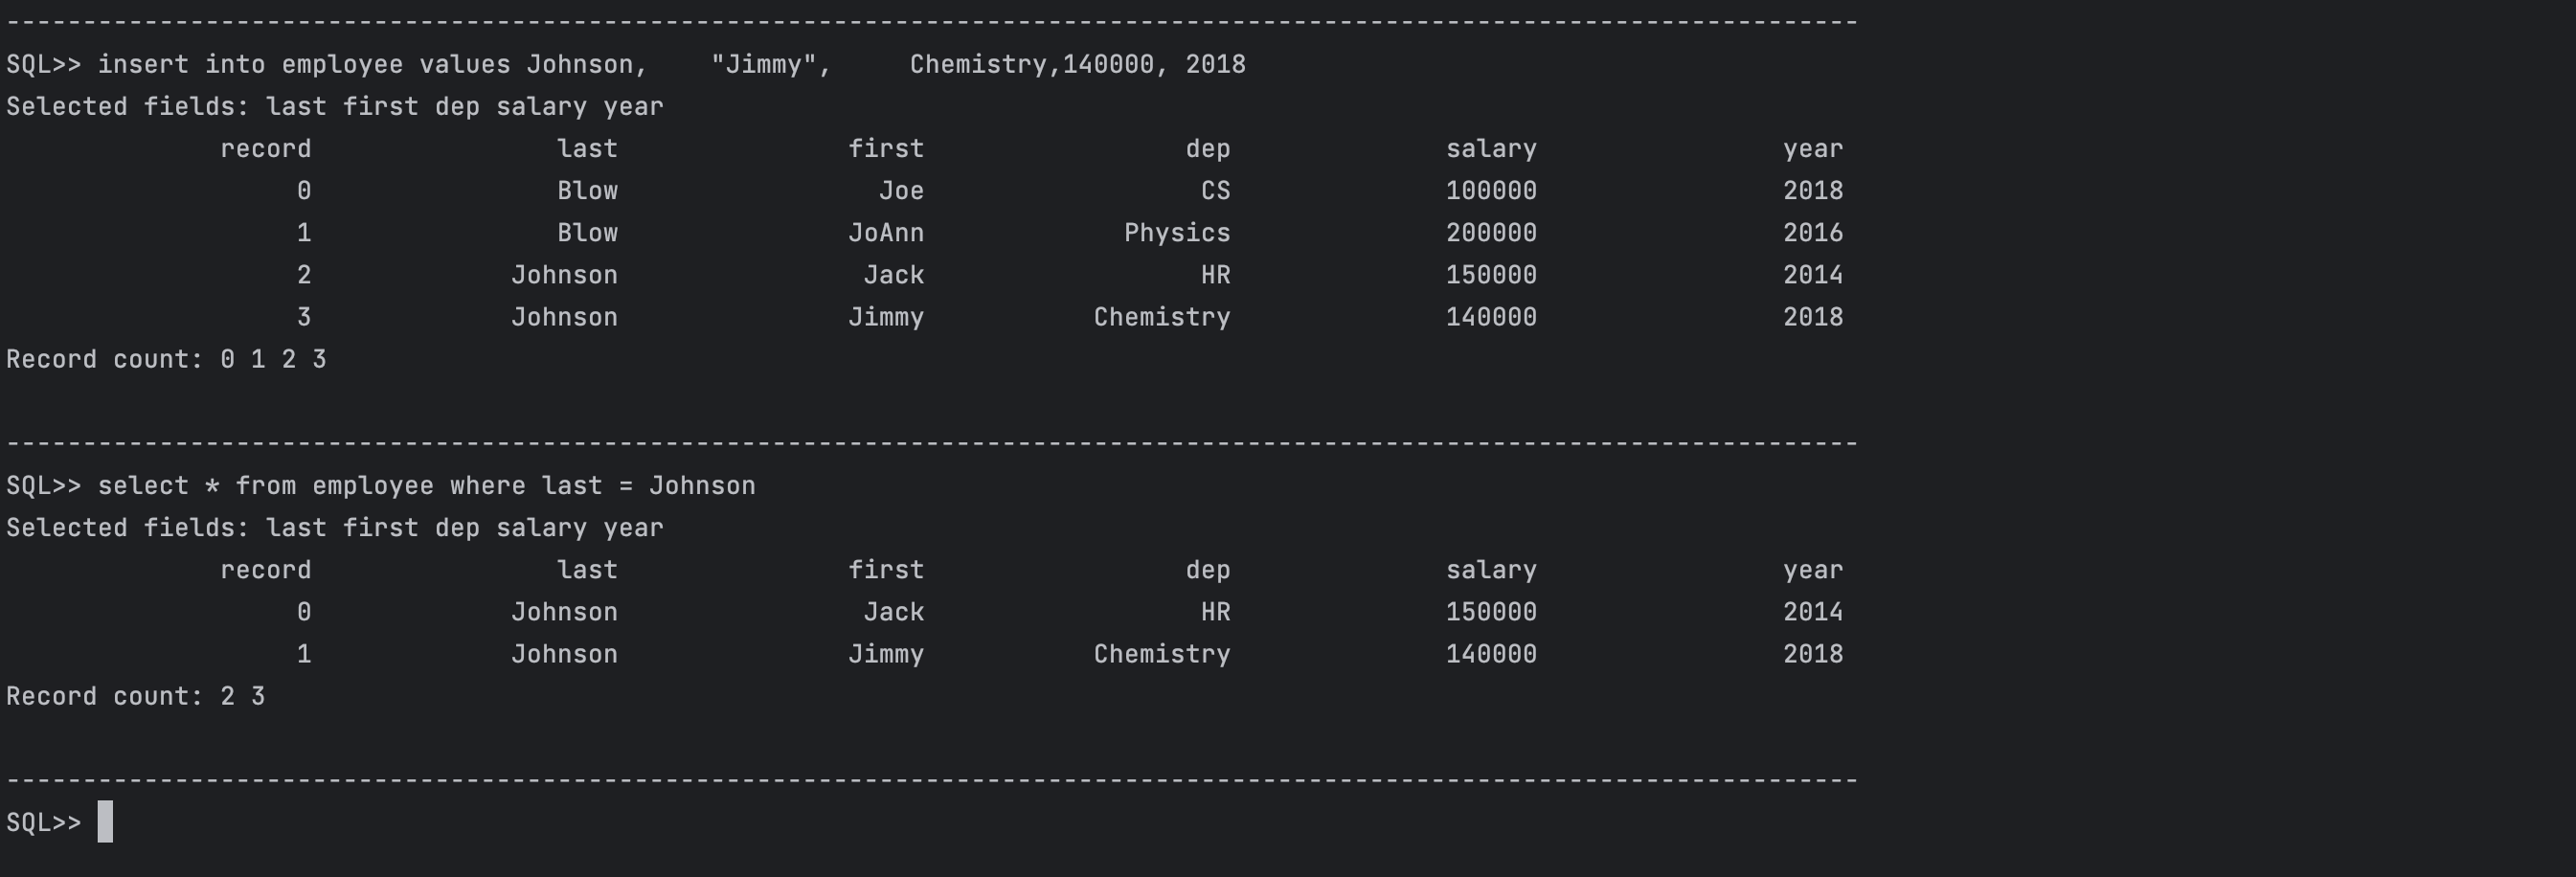 --------------------------------------------------------------------------------------------------------------------------
SQL>> insert into employee values Johnson,    "Jimmy",     Chemistry,140000, 2018
Selected fields: last first dep salary year
              record                last               first                 dep              salary                year
                   0                Blow                 Joe                  CS              100000                2018
                   1                Blow               JoAnn             Physics              200000                2016
                   2             Johnson                Jack                  HR              150000                2014
                   3             Johnson               Jimmy           Chemistry              140000                2018
Record count: 0 1 2 3
--------------------------------------------------------------------------------------------------------------------------
SQL>> select * from employee where last = Johnson
Selected fields: last first dep salary year
              record                last               first                 dep              salary                year
                   0             Johnson                Jack                  HR              150000                2014
                   1             Johnson               Jimmy           Chemistry              140000                2018
Record count: 2 3
--------------------------------------------------------------------------------------------------------------------------
SQL>>